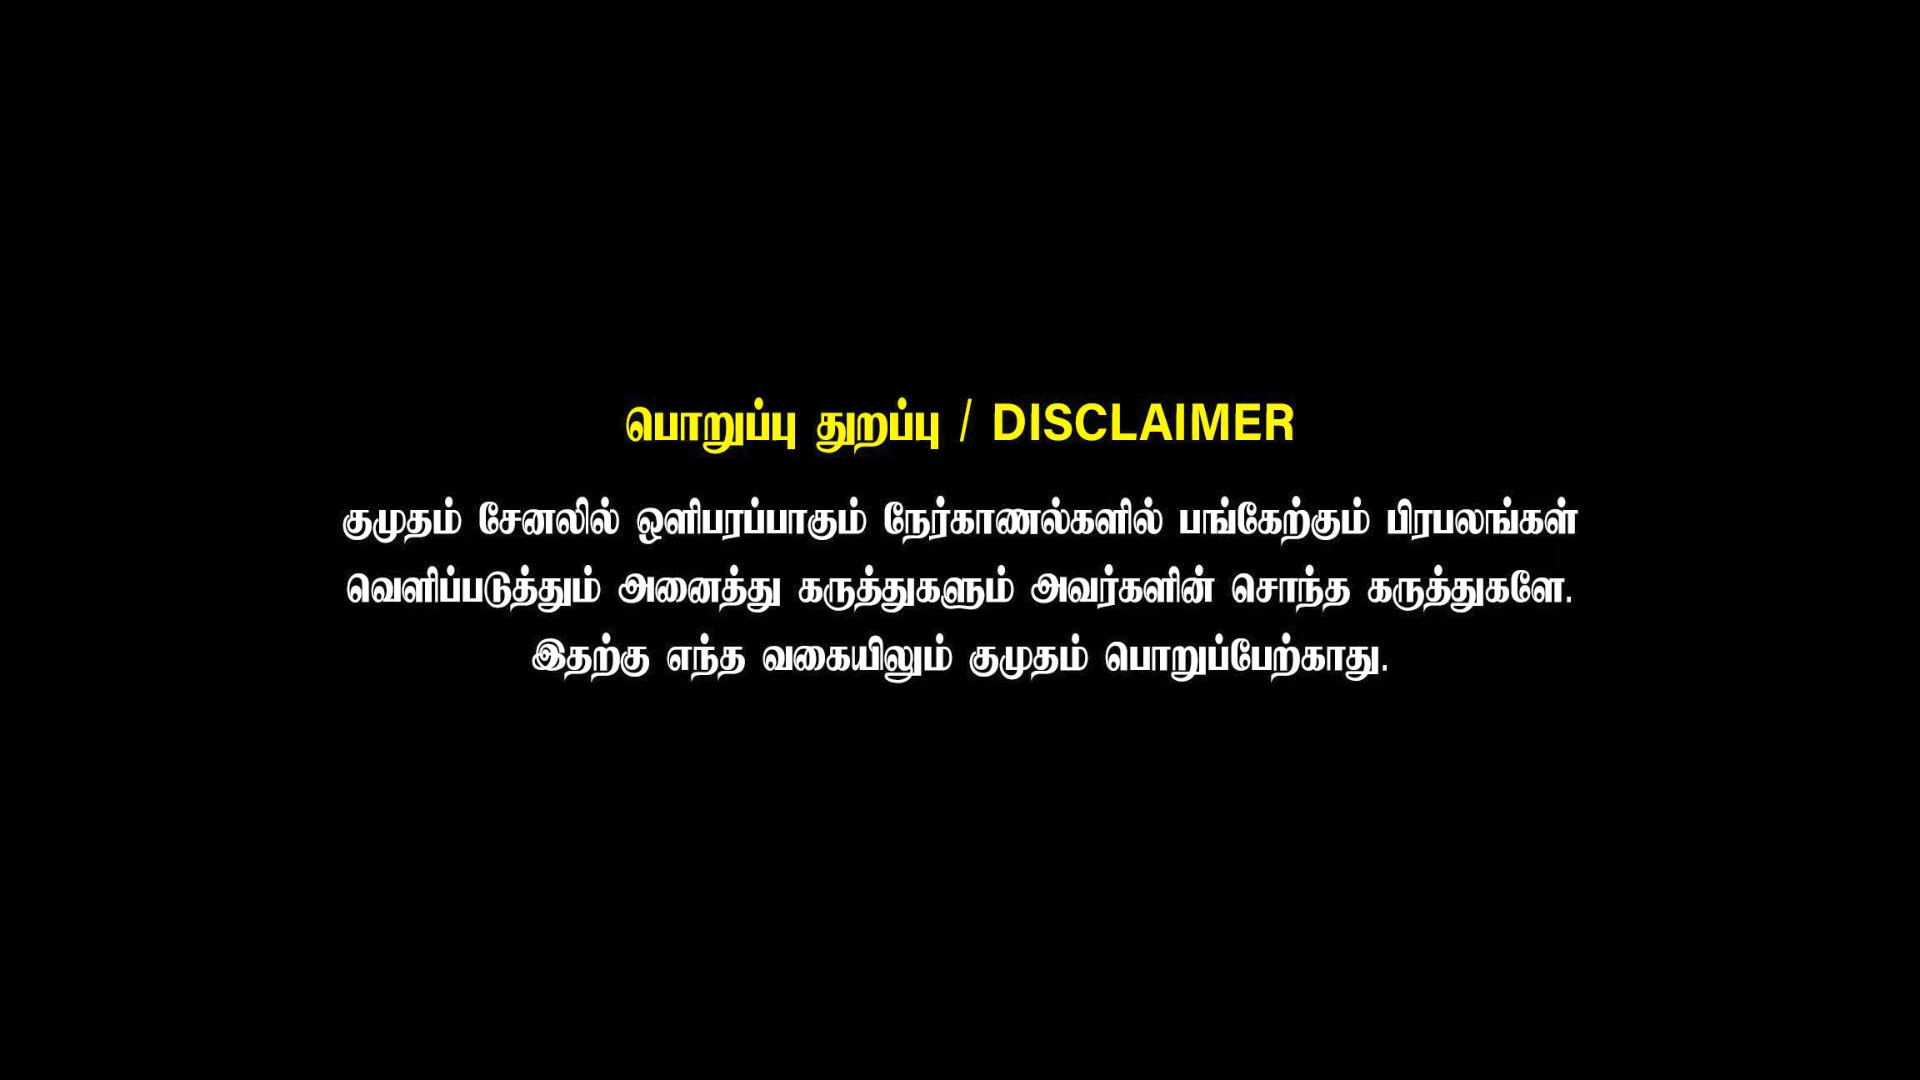 பொறுப்பு துறப்பு / DISCLAIMER
குமுதம் சேனலில் ஒளிபரப்பாகும் நேர்காணல்களில் பங்கேற்கும் பிரபலங்கள்
வெளிப்படுத்தும் அனைத்து கருத்துகளும் அவர்களின் சொந்த கருத்துகளே.
இதற்கு எந்த வகையிலும் குமுதம் பொறுப்பேற்காது.